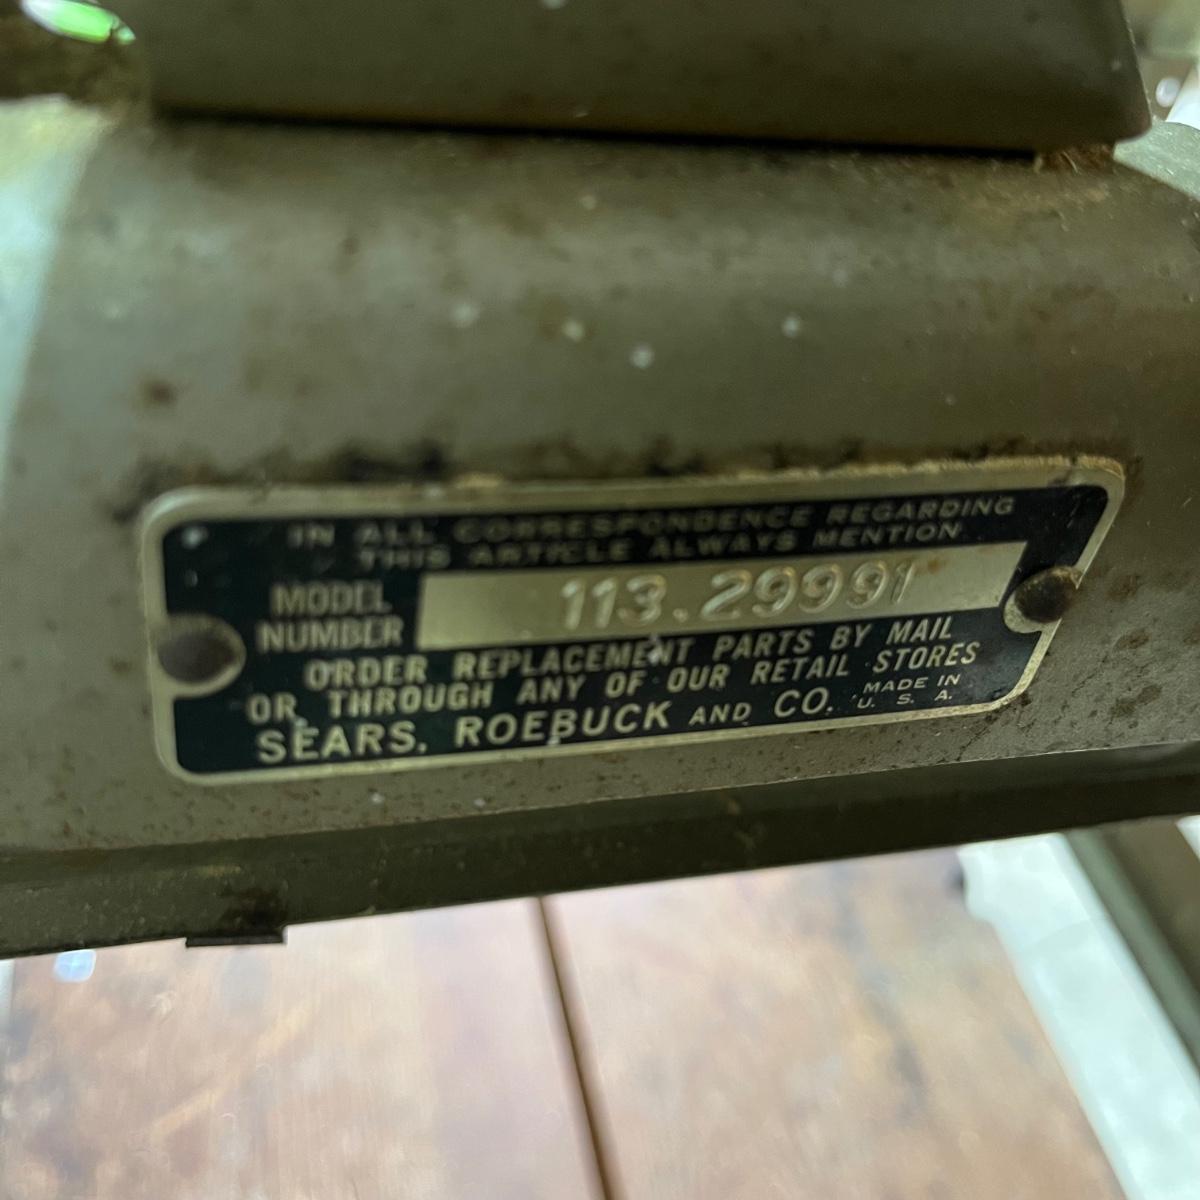 IN ALL CORRESPONDENCE REGARDING
THIS ARTICLE ALWAYS MENTION
MODEL NUMBER 113.29991
ORDER REPLACEMENT PARTS BY MAIL
OR THROUGH ANY OF OUR RETAIL STORES
SEARS, ROEBUCK AND CO. MADE IN U. S. A.